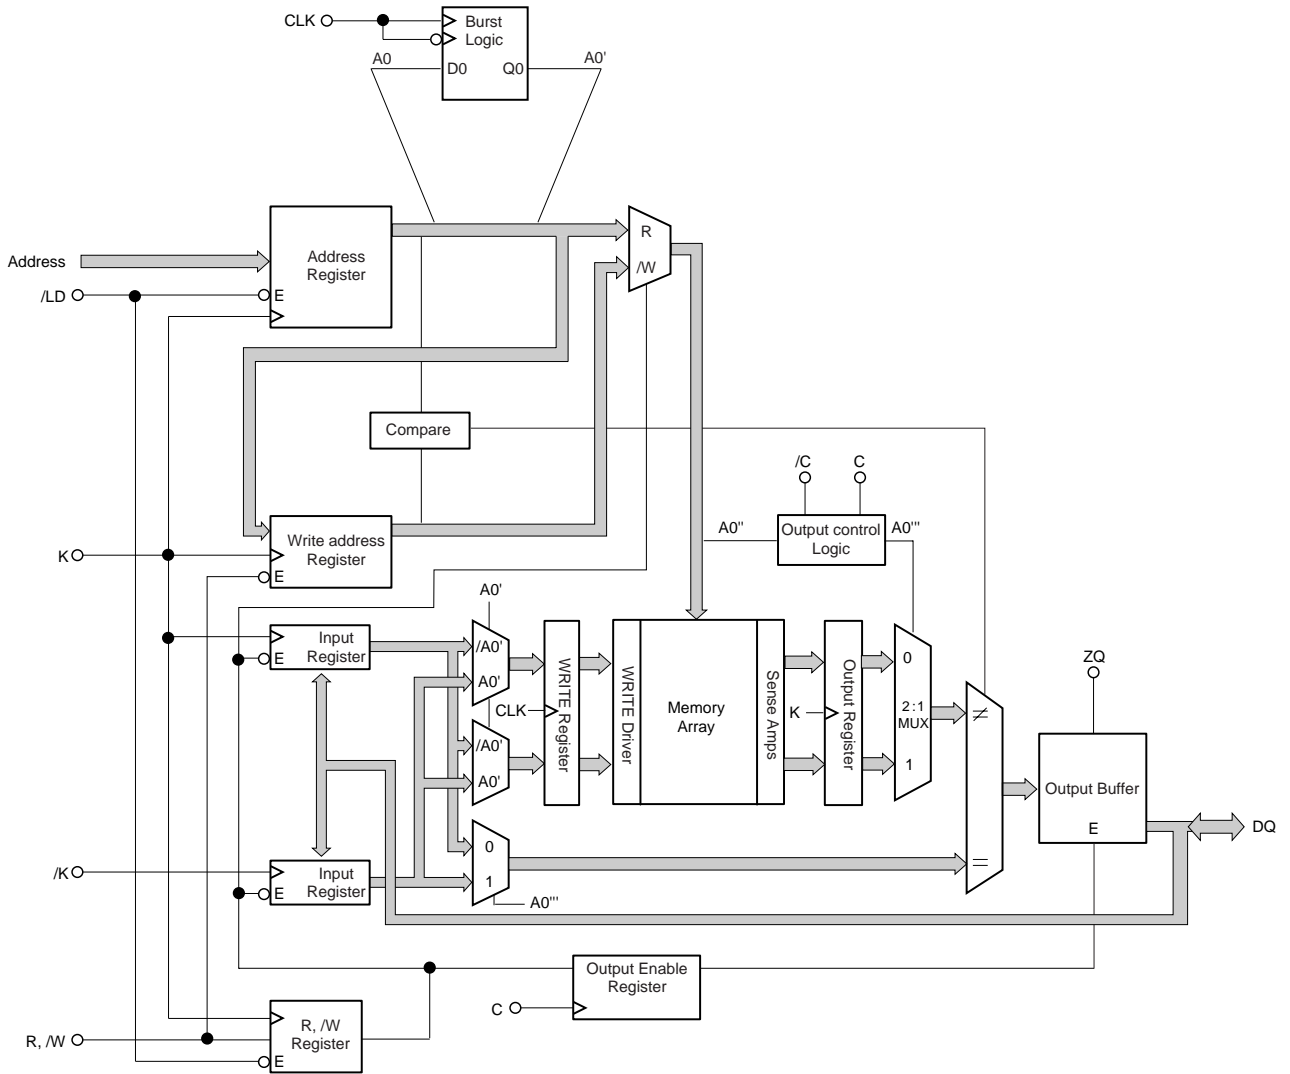 CLK
Burst
Logic
A0
A0'
D0
Q0
R
Address
Register
/W
Address
/LD
E
Compare
/C
C
Write address
Register
A0''
Output control
Logic
A0'''
K
E
A0'
Input
Register
E
/A0'
A0'
CLK
/A0'
A0'
WRITE Register
WRITE Driver
Memory
Array
Sense Amps
K
Output Register
0
2:1
MUX
1
≠
ZQ
Output Buffer
E
DQ
0
1
=
/K
Input
Register
E
A0'''
Output Enable
Register
C
R, /W
R, /W
Register
E